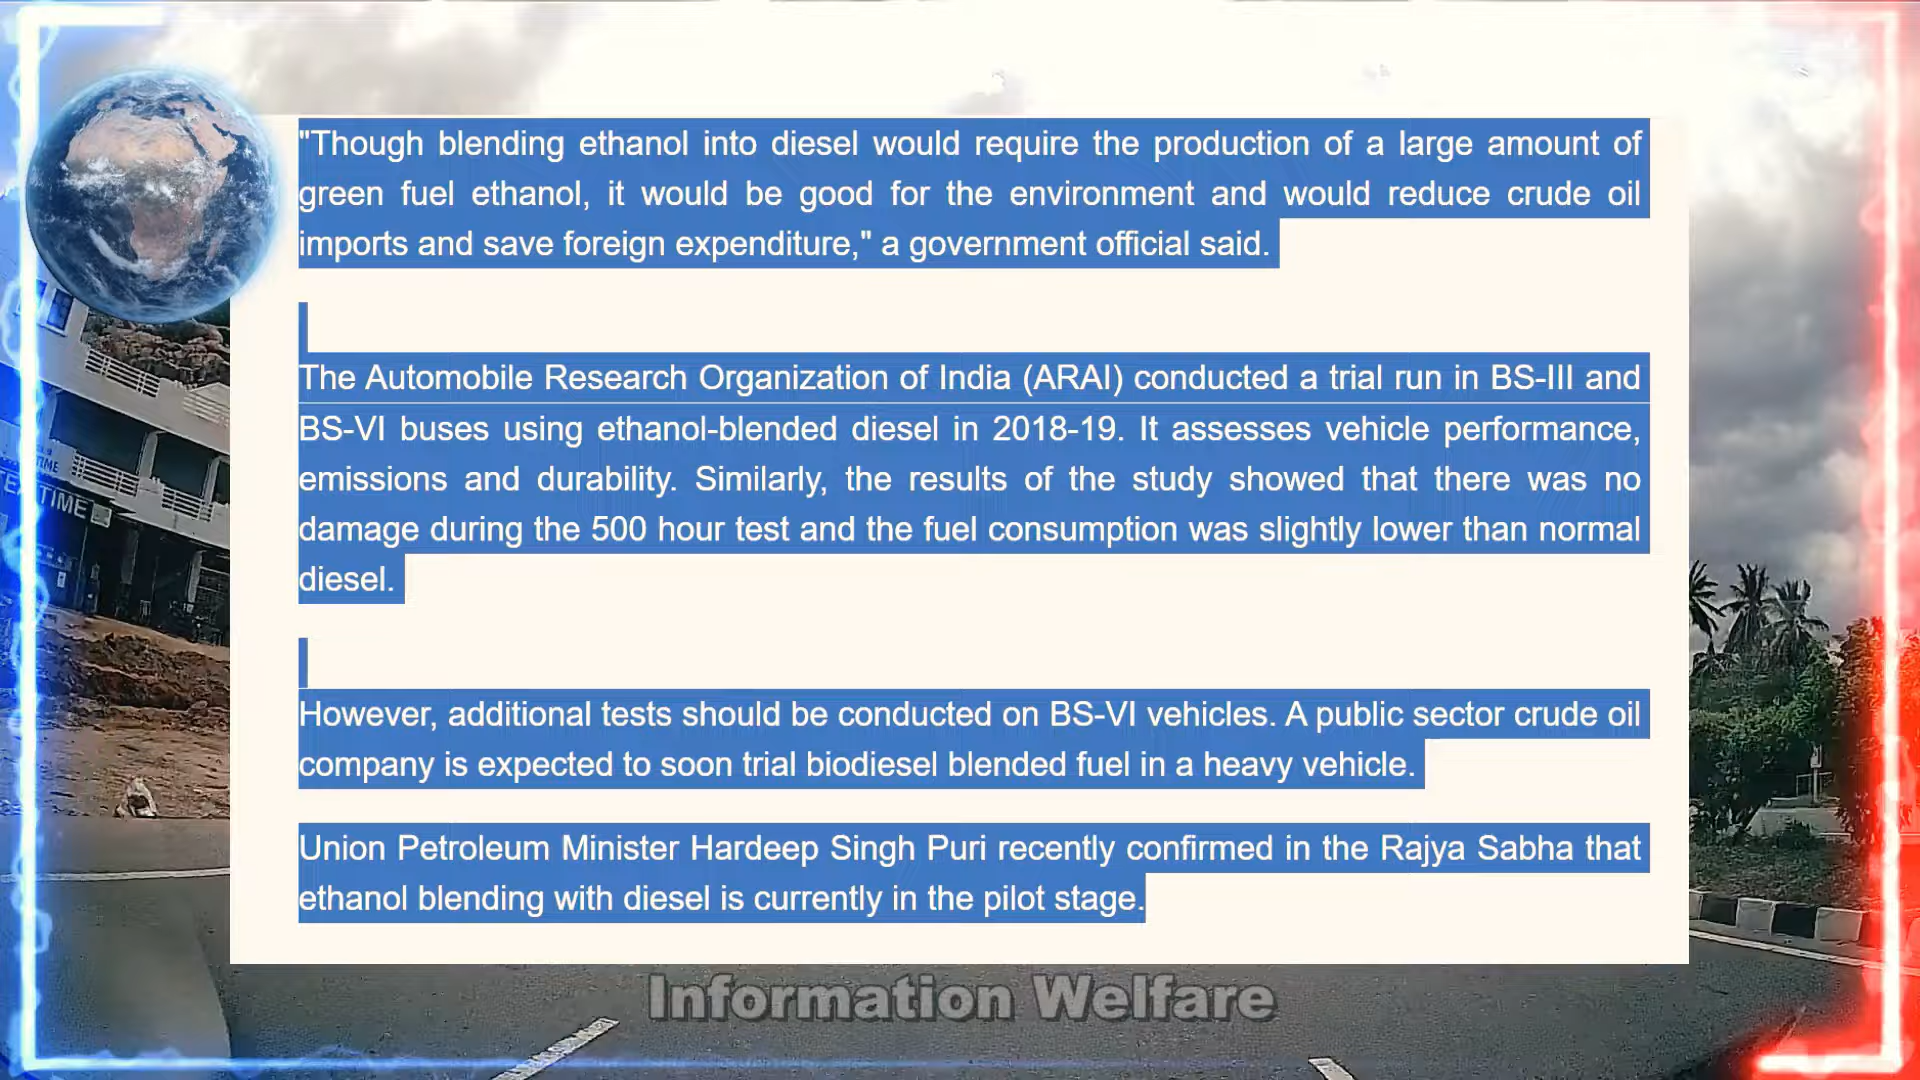 "Though blending ethanol into diesel would require the production of a large amount of
green fuel ethanol, it would be good for the environment and would reduce crude oil
imports and save foreign expenditure," a government official said.
The Automobile Research Organization of India (ARAI) conducted a trial run in BS-III and
BS-VI buses using ethanol-blended diesel in 2018-19. It assesses vehicle performance,
emissions and durability. Similarly, the results of the study showed that there was no
damage during the 500 hour test and the fuel consumption was slightly lower than normal
diesel.
However, additional tests should be conducted on BS-VI vehicles. A public sector crude oil
company is expected to soon trial biodiesel blended fuel in a heavy vehicle.
Union Petroleum Minister Hardeep Singh Puri recently confirmed in the Rajya Sabha that
ethanol blending with diesel is currently in the pilot stage.
TIME
Information Welfare